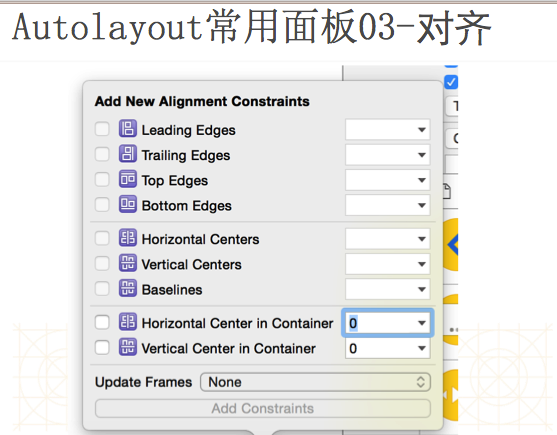 Autolayout常用面板03-对齐
Add New Alignment Constraints
Leading Edges
Trailing Edges
Top Edges
Bottom Edges
Horizontal Centers
Vertical Centers
Baselines
Horizontal Center in Container 0
Vertical Center in Container 0
Update Frames None
Add Constraints